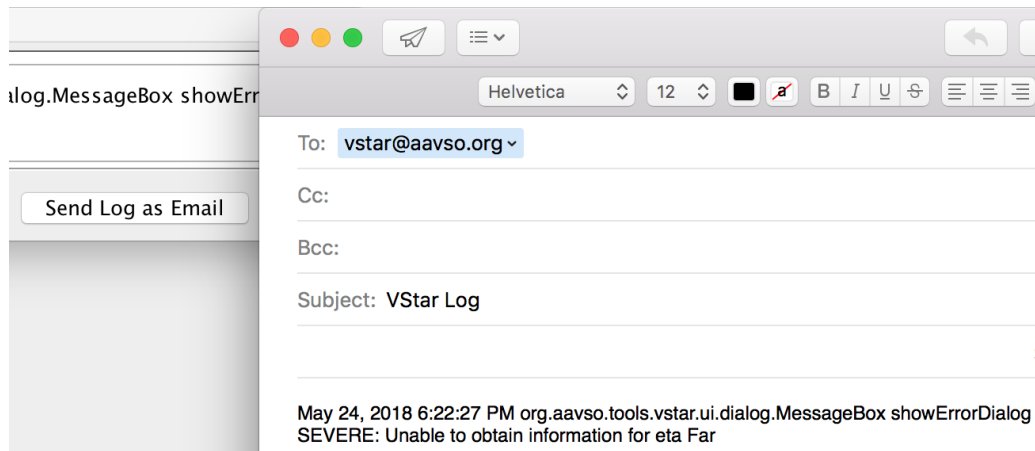 alog.MessageBox showErr
Send Log as Email
Helvetica
12
a
B I U S
To: vstar@aavso.org
Cc:
Bcc:
Subject: VStar Log
May 24, 2018 6:22:27 PM org.aavso.tools.vstar.ui.dialog.MessageBox showErrorDialog
SEVERE: Unable to obtain information for eta Far